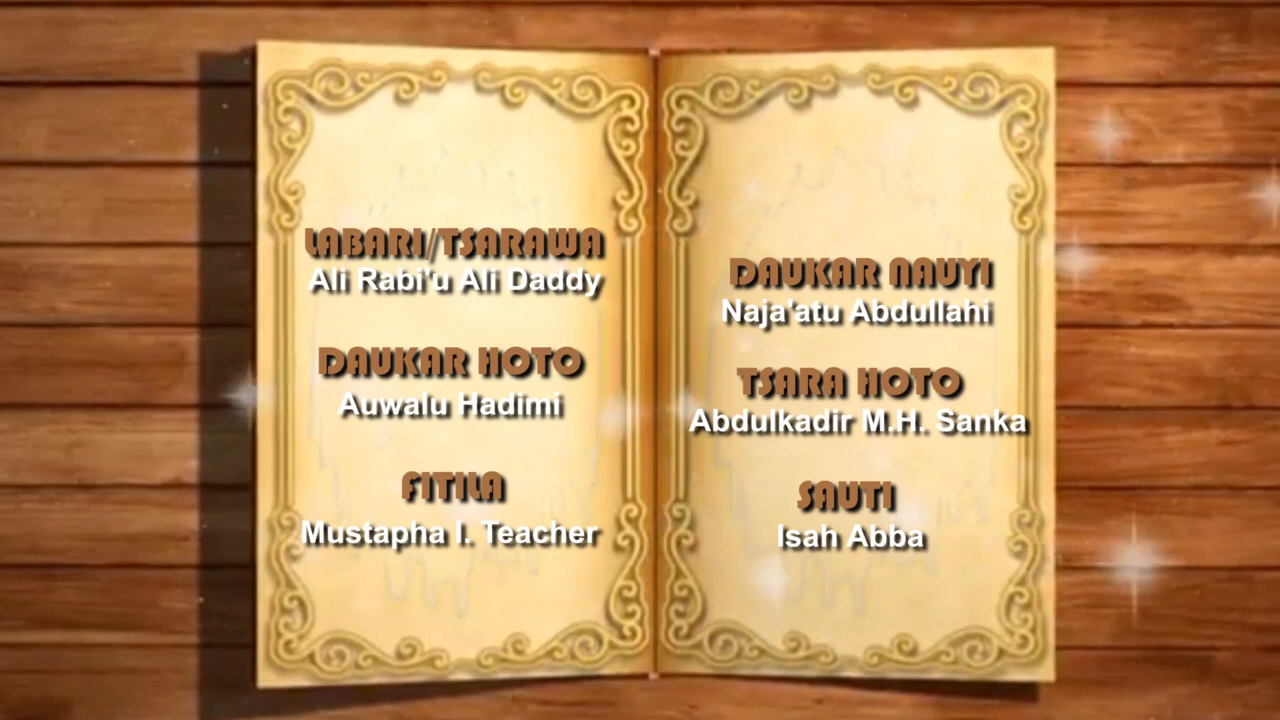 LABARI/TSARAWA
Ali Rabi'u Ali Daddy
DAUKAR HOTO
Auwalu Hadimi
FITILA
Mustapha I. Teacher
DAUKAR NAUYI
Naja'atu Abdullahi
TSARA HOTO
Abdulkadir M.H. Sanka
SAUTI
Isah Abba